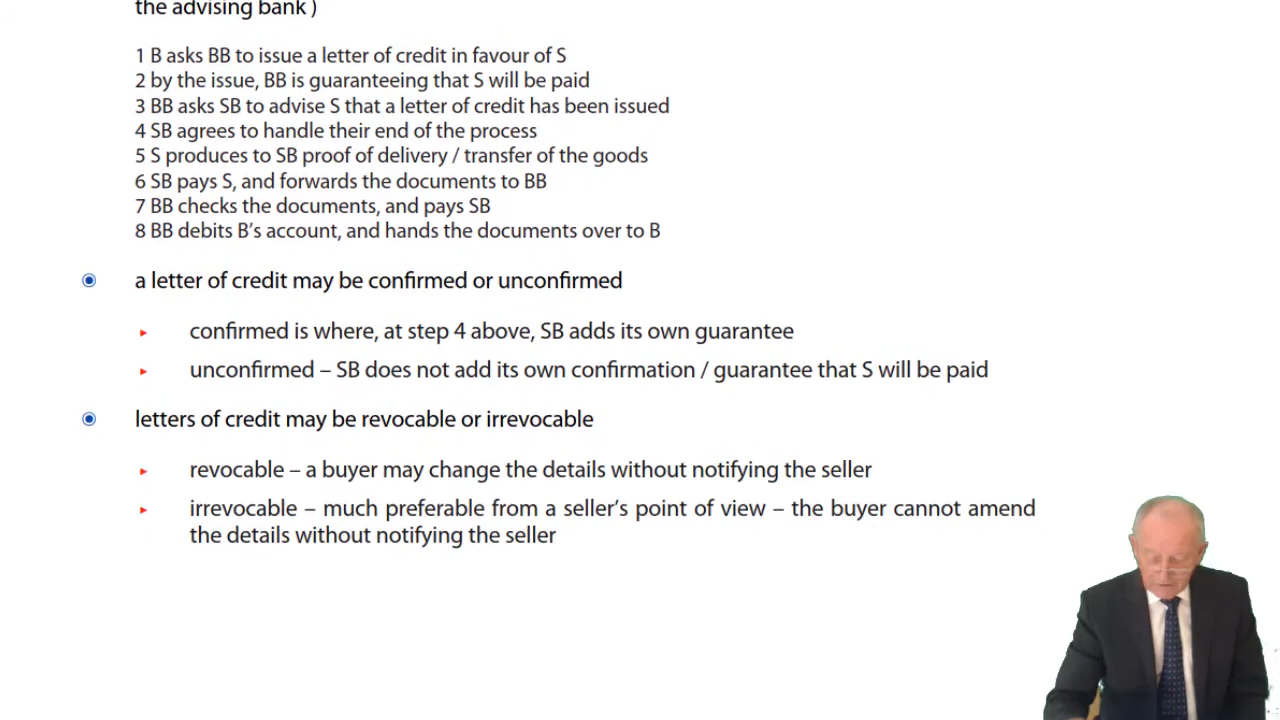 the advising bank )
1 B asks BB to issue a letter of credit in favour of S
2 by the issue, BB is guaranteeing that S will be paid
3 BB asks SB to advise S that a letter of credit has been issued
4 SB agrees to handle their end of the process
5 S produces to SB proof of delivery / transfer of the goods
6 SB pays S, and forwards the documents to BB
7 BB checks the documents, and pays SB
8 BB debits B’s account, and hands the documents over to B
a letter of credit may be confirmed or unconfirmed
confirmed is where, at step 4 above, SB adds its own guarantee
unconfirmed – SB does not add its own confirmation / guarantee that S will be paid
letters of credit may be revocable or irrevocable
revocable – a buyer may change the details without notifying the seller
irrevocable – much preferable from a seller’s point of view – the buyer cannot amend
the details without notifying the seller